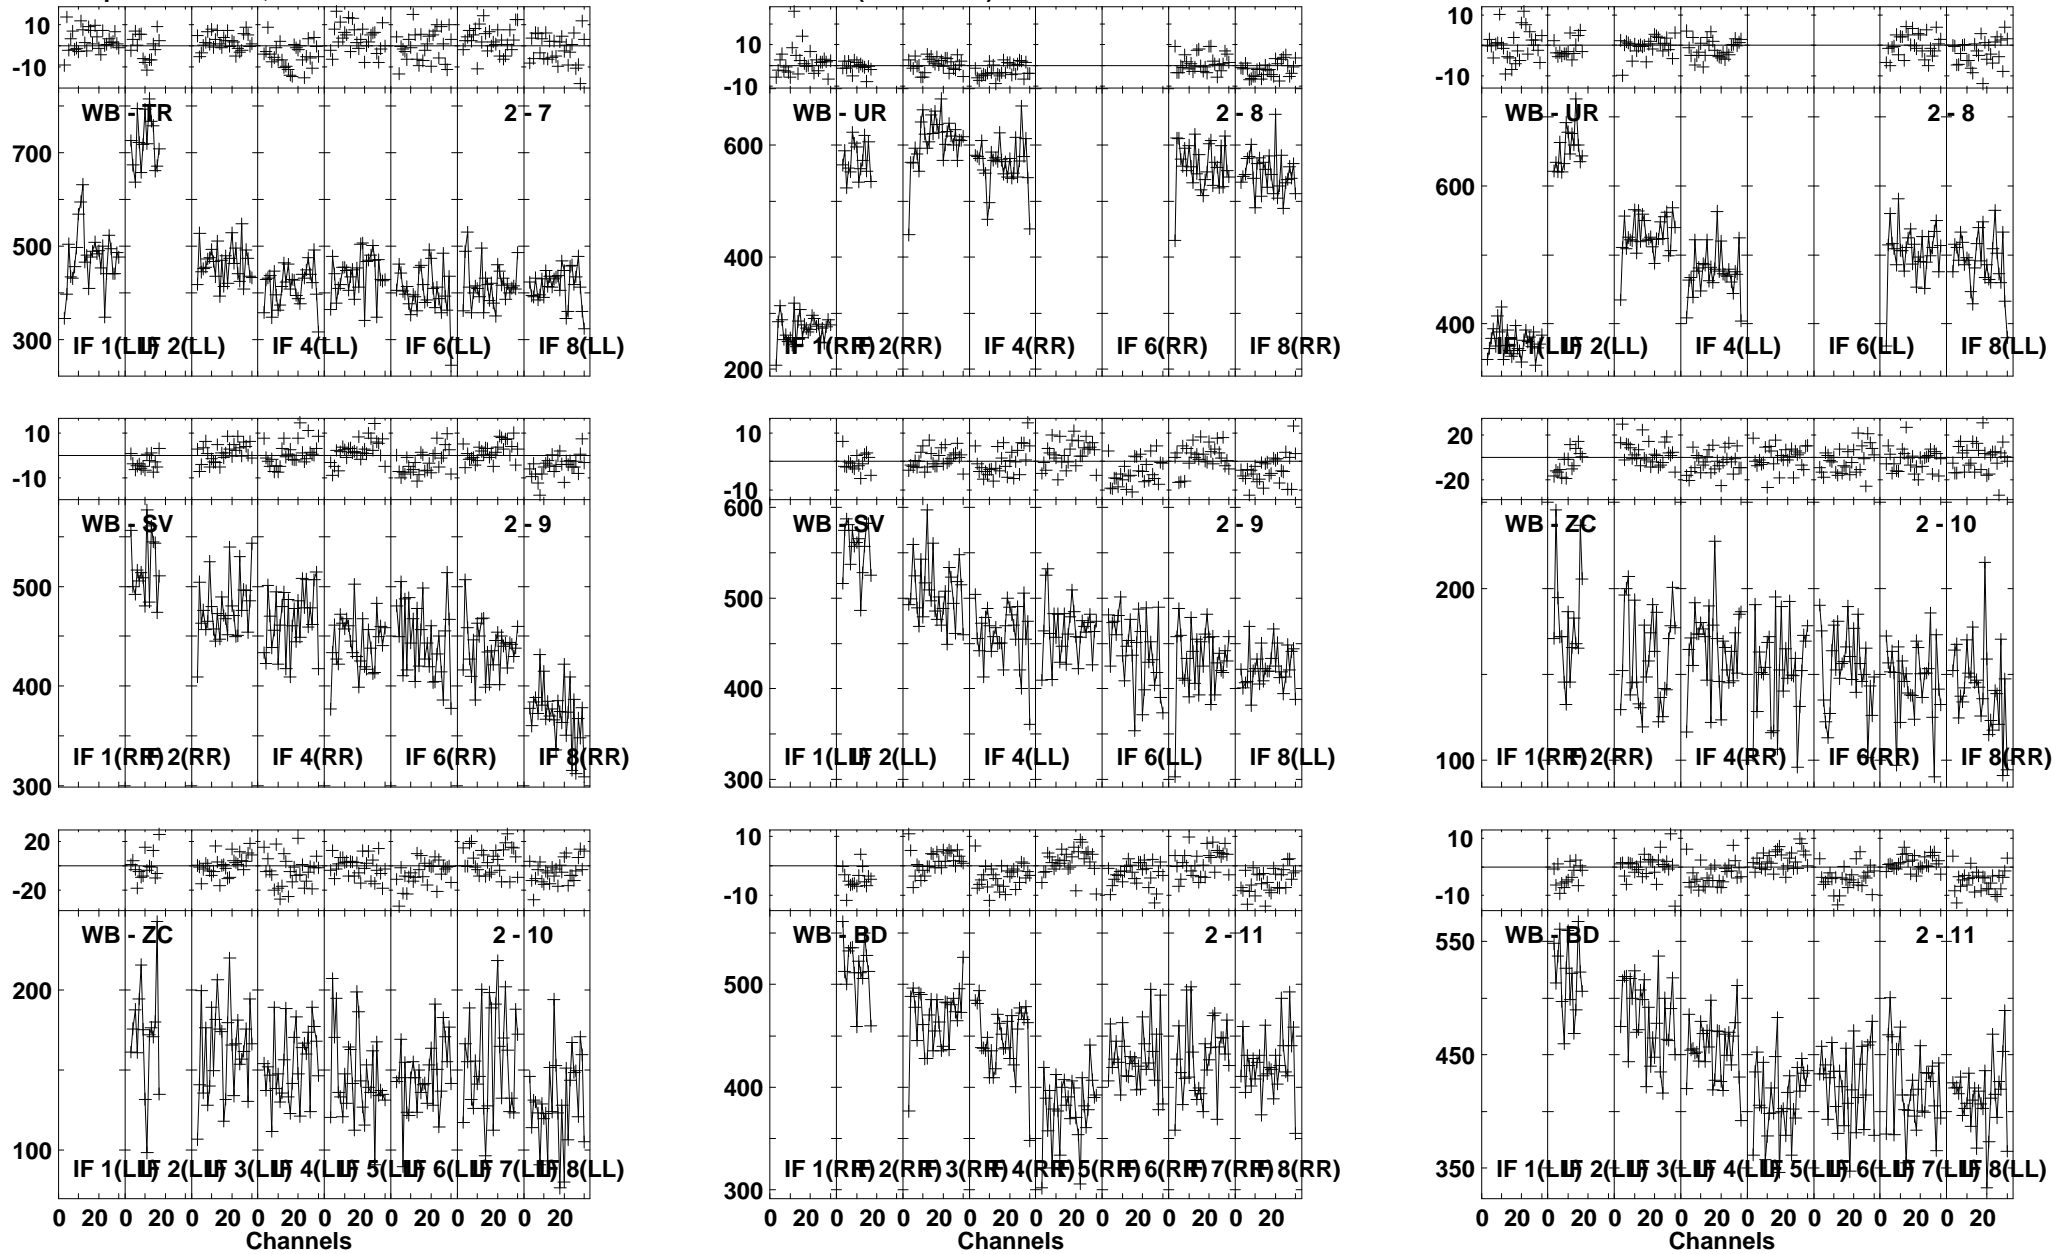 10
-10
WB - TR
2 - 7
700
500
300
IF 1(LL) IF 2(LL) IF 4(LL) IF 6(LL) IF 8(LL)
10
-10
WB - UR
2 - 8
600
400
200
IF 1(RR) IF 2(RR) IF 4(RR) IF 6(RR) IF 8(RR)
10
-10
WB - UR
2 - 8
600
400
IF 1(LL) IF 2(LL) IF 4(LL) IF 6(LL) IF 8(LL)
10
-10
WB - SV
2 - 9
500
400
300
IF 1(RR) IF 2(RR) IF 4(RR) IF 6(RR) IF 8(RR)
10
-10
WB - SV
2 - 9
600
500
400
300
IF 1(LL) IF 2(LL) IF 4(LL) IF 6(LL) IF 8(LL)
20
-20
WB - ZC
2 - 10
200
100
IF 1(RR) IF 2(RR) IF 4(RR) IF 6(RR) IF 8(RR)
20
-20
WB - ZC
2 - 10
200
100
IF 1(LL) IF 2(LL) IF 3(LL) IF 4(LL) IF 5(LL) IF 6(LL) IF 7(LL) IF 8(LL)
0 20 0 20 0 20 0 20 0 20 0 20 0 20 0 20
Channels
10
-10
WB - BD
2 - 11
500
400
300
IF 1(RR) IF 2(RR) IF 3(RR) IF 4(RR) IF 5(RR) IF 6(RR) IF 7(RR) IF 8(RR)
0 20 0 20 0 20 0 20 0 20 0 20 0 20 0 20
Channels
10
-10
WB - BD
2 - 11
550
450
350
IF 1(LL) IF 2(LL) IF 3(LL) IF 4(LL) IF 5(LL) IF 6(LL) IF 7(LL) IF 8(LL)
0 20 0 20 0 20 0 20 0 20 0 20 0 20 0 20
Channels